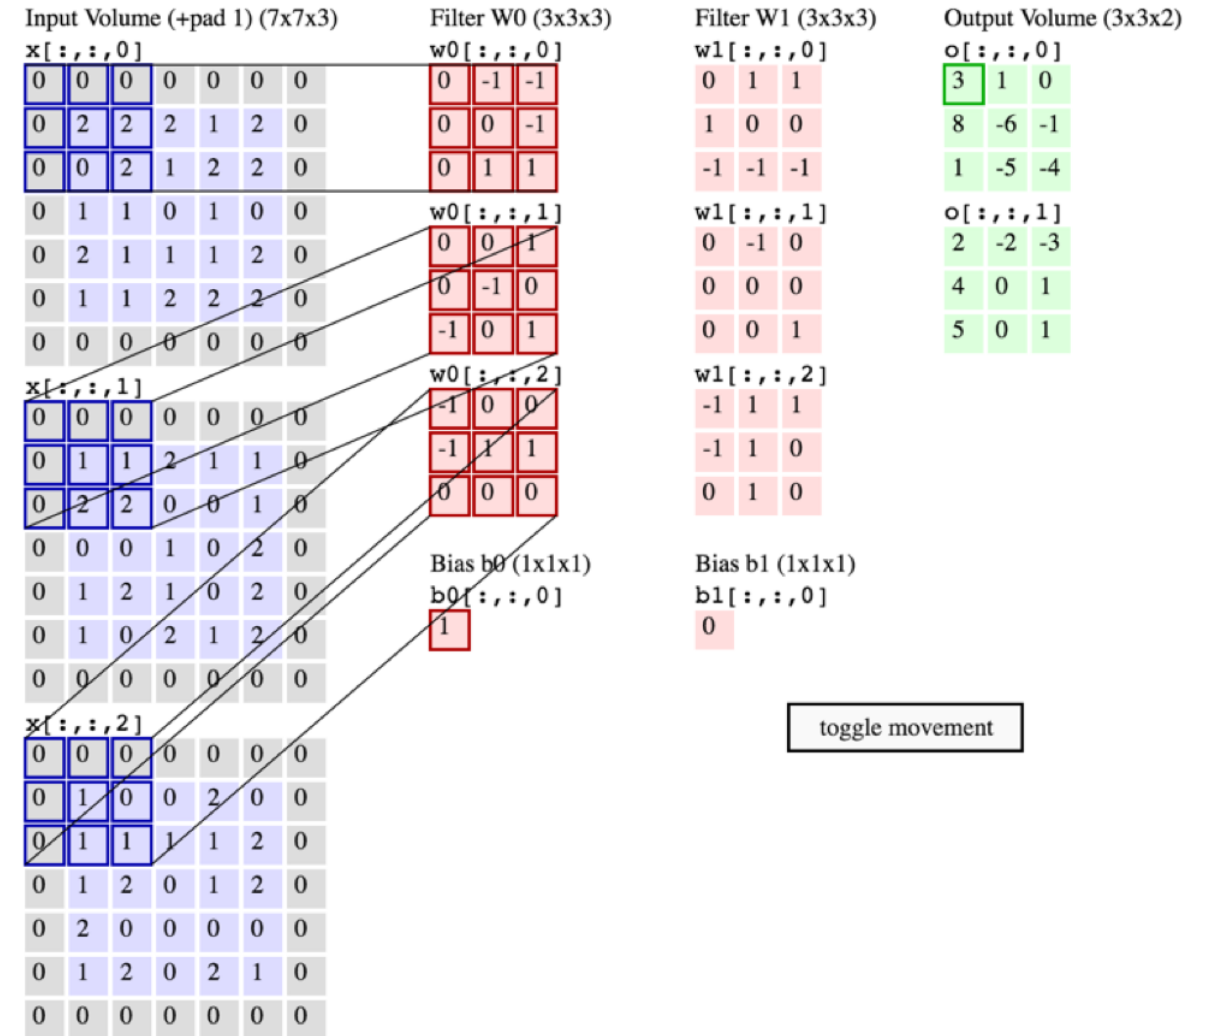 Input Volume (+pad 1) (7x7x3)
x[:,:,0]
0 0 0 0 0 0 0
0 2 2 2 1 2 0
0 0 2 1 2 2 0
0 1 1 0 1 0 0
0 2 1 1 1 2 0
0 1 1 2 2 2 0
0 0 0 0 0 0 0
x[:,:,1]
0 0 0 0 0 0 0
0 1 1 2 1 1 0
0 2 2 0 0 1 0
0 0 0 1 0 2 0
0 1 2 1 0 2 0
0 1 0 2 1 2 0
0 0 0 0 0 0 0
x[:,:,2]
0 0 0 0 0 0 0
0 1 0 0 2 0 0
0 1 1 1 1 2 0
0 1 2 0 1 2 0
0 2 0 0 0 0 0
0 1 2 0 2 1 0
0 0 0 0 0 0 0
Filter W0 (3x3x3)
w0[:,:,0]
0 -1 -1
0 0 -1
0 1 1
w0[:,:,1]
0 0 1
0 -1 0
-1 0 1
w0[:,:,2]
-1 0 0
-1 1 1
0 0 0
Bias b0 (1x1x1)
b0[:,:,0]
1
Filter W1 (3x3x3)
w1[:,:,0]
0 1 1
1 0 0
-1 -1 -1
w1[:,:,1]
0 -1 0
0 0 0
0 0 1
w1[:,:,2]
-1 1 1
-1 1 0
0 1 0
Bias b1 (1x1x1)
b1[:,:,0]
0
Output Volume (3x3x2)
o[:,:,0]
3 1 0
8 -6 -1
1 -5 -4
o[:,:,1]
2 -2 -3
4 0 1
5 0 1
toggle movement